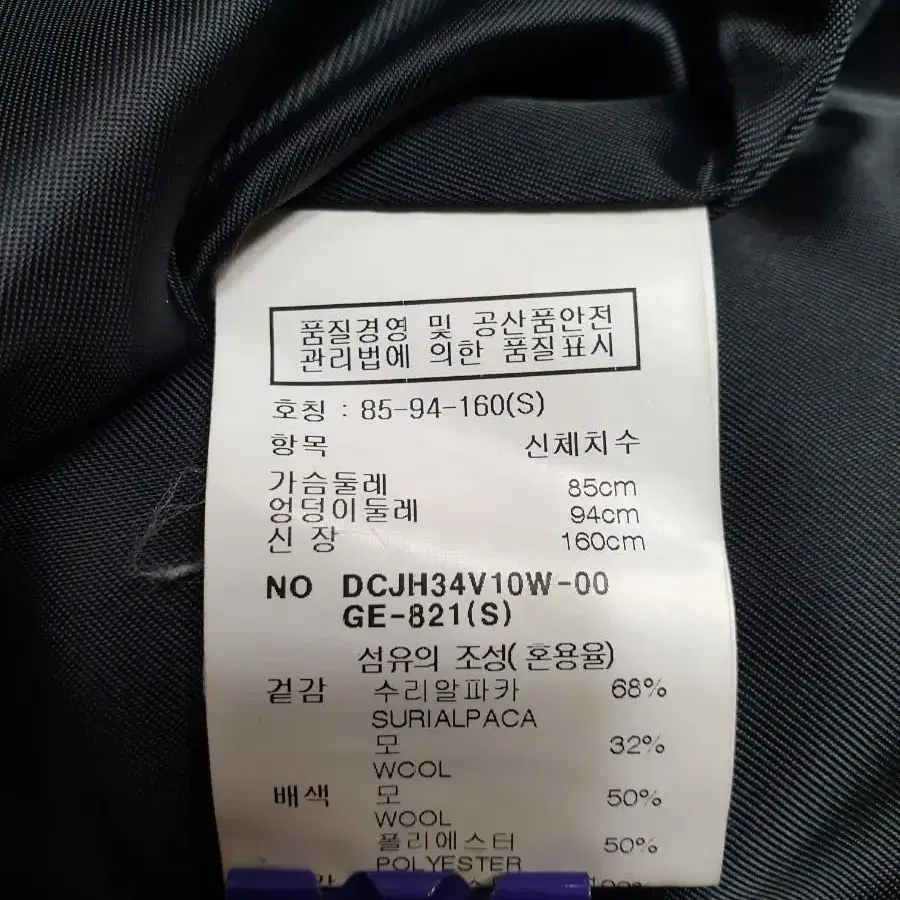 품질경영 및 공산품안전
관리법에 의한 품질표시
호칭 : 85-94-160(S)
항목 신체치수
가슴둘레 85cm
엉덩이둘레 94cm
신 장 160cm
NO DCJH34V10W-00
GE-821(S)
섬유의 조성(혼용율)
겉감 수리알파카 68%
SURIALPACA
모 32%
WOOL
배색 모 50%
WOOL
폴리에스터 50%
POLYESTER